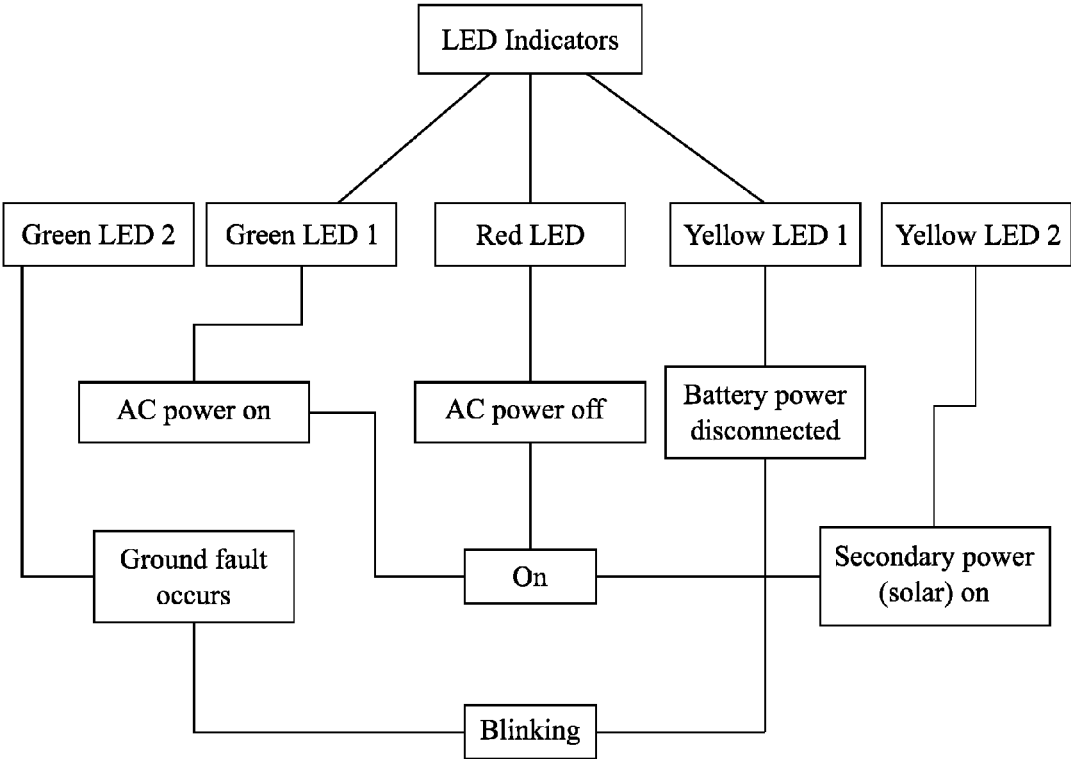 LED Indicators
Green LED 2
Green LED 1
Red LED
Yellow LED 1
Yellow LED 2
AC power on
AC power off
Battery power
disconnected
Ground fault
occurs
On
Secondary power
(solar) on
Blinking